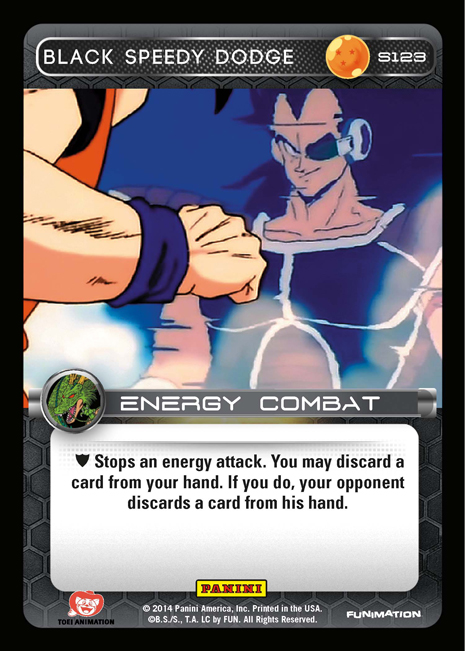 BLACK SPEEDY DODGE
S123
ENERGY COMBAT
Stops an energy attack. You may discard a
card from your hand. If you do, your opponent
discards a card from his hand.
PANINI
TOEI ANIMATION
© 2014 Panini America, Inc. Printed in the USA.
©B.S./S., T.A. LC by FUN. All Rights Reserved.
FUNIMATION